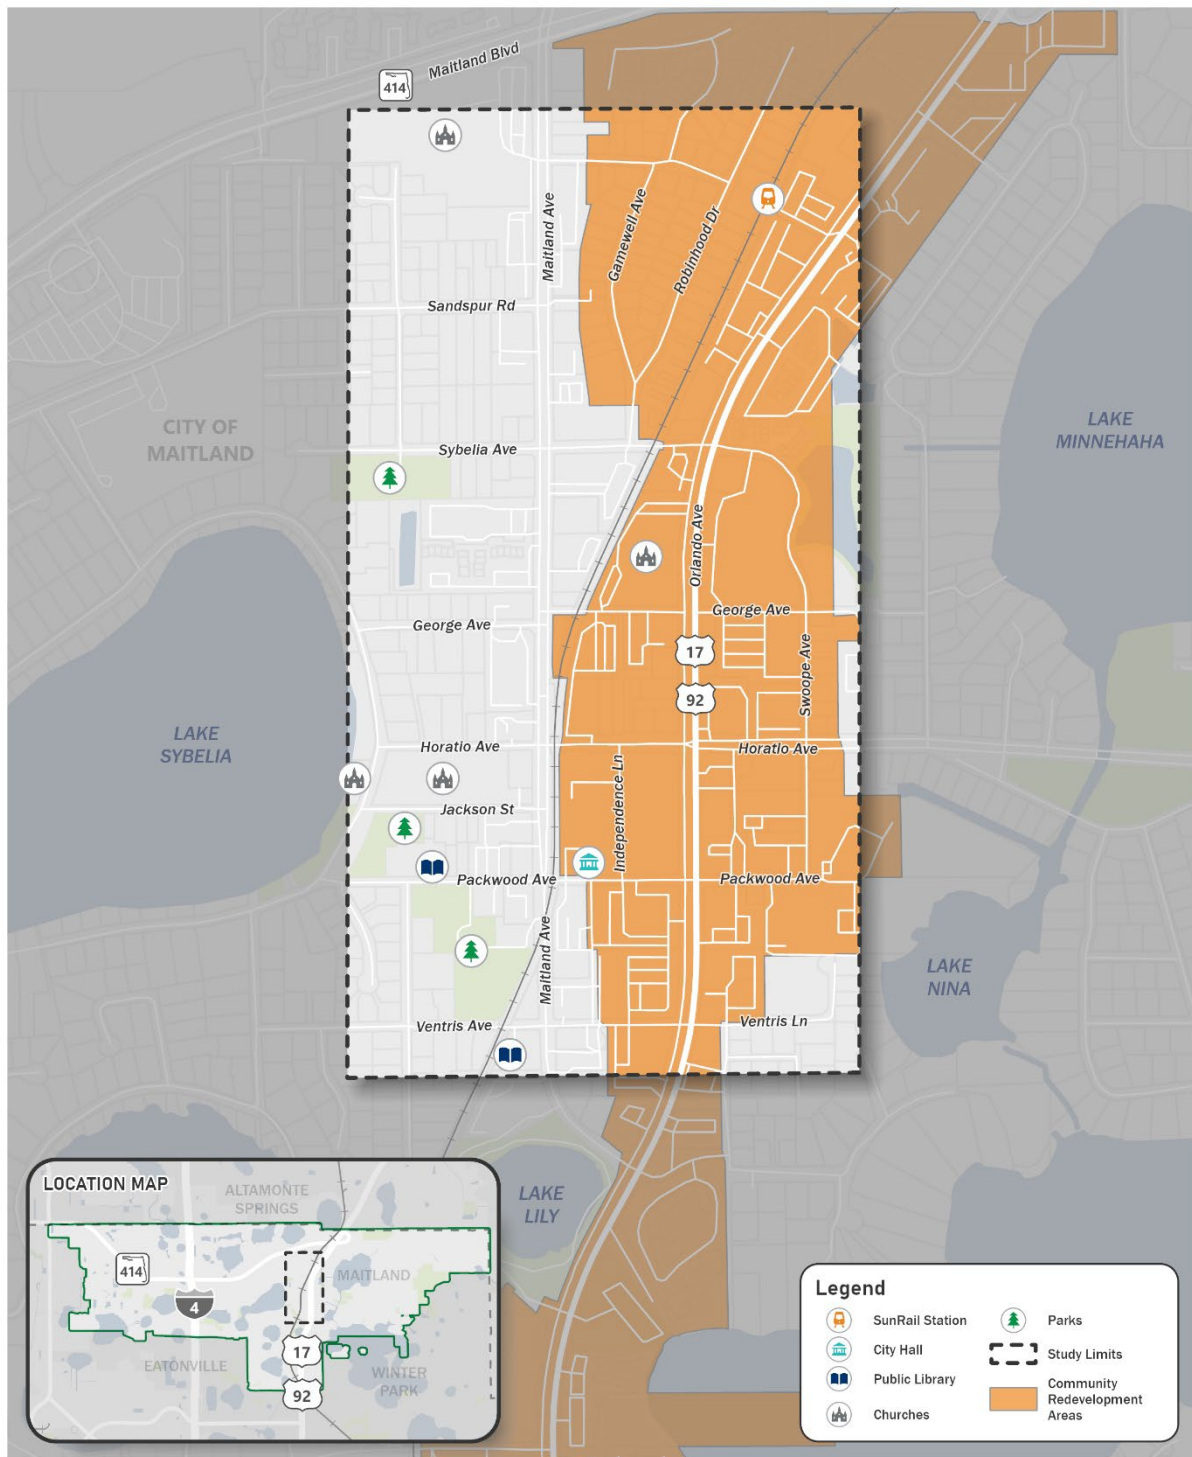 Maitland Blvd
414
Maitland Ave
Gamewell Ave
Robinhood Dr
Sandspur Rd
CITY OF
MAITLAND
LAKE
MINNEHAHA
Sybelia Ave
Orlando Ave
George Ave
George Ave
17
92
Swoope Ave
LAKE
SYBELIA
Horatio Ave
Horatio Ave
Independence Ln
Jackson St
Packwood Ave
Packwood Ave
Maitland Ave
LAKE
NINA
Ventris Ave
Ventris Ln
LAKE
LILY
LOCATION MAP
ALTAMONTE
SPRINGS
414
MAITLAND
4
17
EATONVILLE
WINTER
PARK
92
Legend
SunRail Station
City Hall
Public Library
Churches
Parks
Study Limits
Community
Redevelopment
Areas